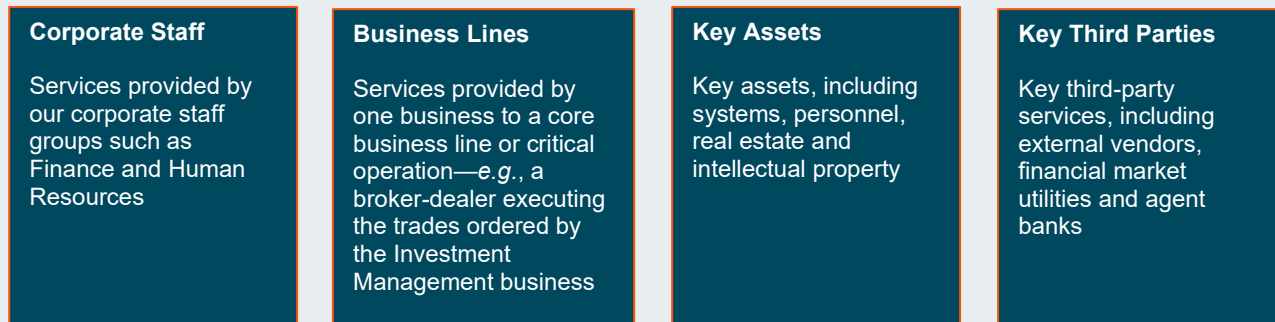 Corporate Staff
Services provided by
our corporate staff
groups such as
Finance and Human
Resources
Business Lines
Services provided by
one business to a core
business line or critical
operation—e.g., a
broker-dealer executing
the trades ordered by
the Investment
Management business
Key Assets
Key assets, including
systems, personnel,
real estate and
intellectual property
Key Third Parties
Key third-party
services, including
external vendors,
financial market
utilities and agent
banks